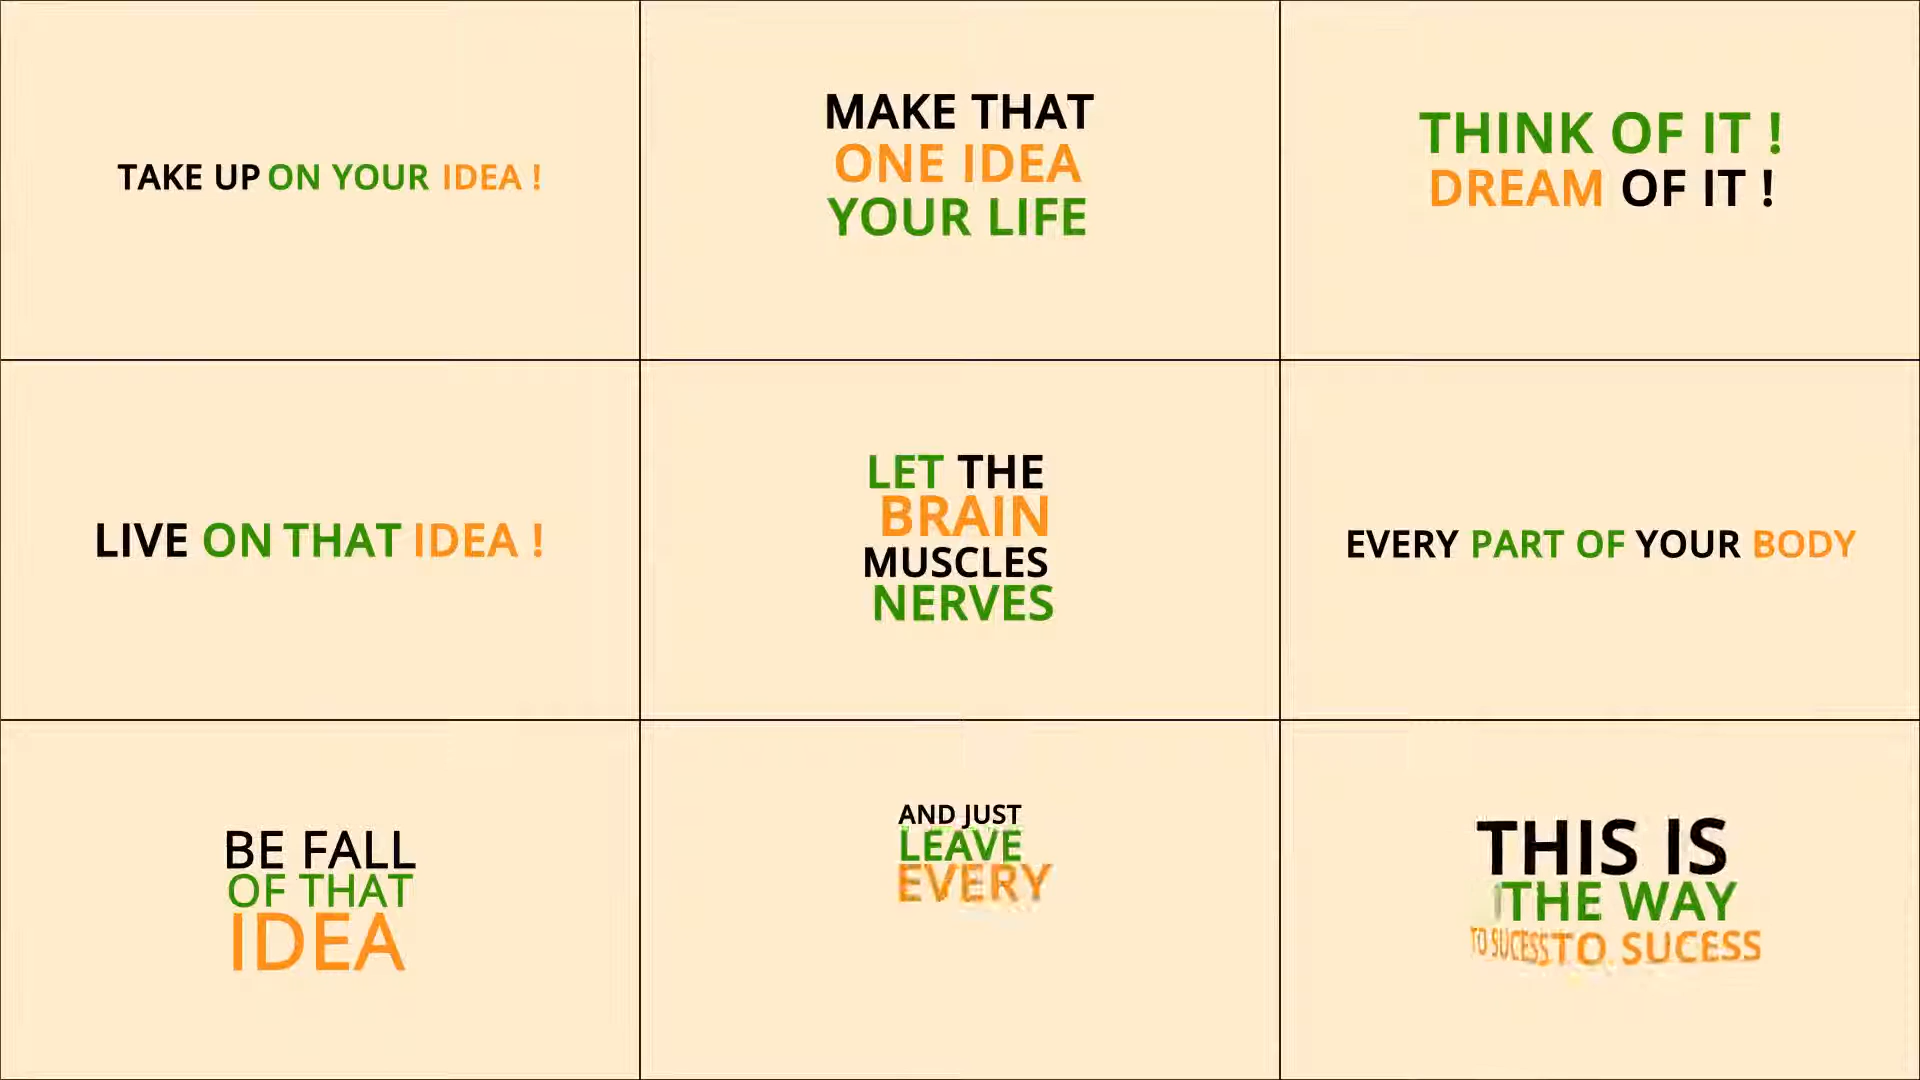 TAKE UP ON YOUR IDEA !
MAKE THAT
ONE IDEA
YOUR LIFE
THINK OF IT !
DREAM OF IT !
LIVE ON THAT IDEA !
LET THE
BRAIN
MUSCLES
NERVES
EVERY PART OF YOUR BODY
BE FALL
OF THAT
IDEA
AND JUST
LEAVE
EVERY
THIS IS
THE WAY
TO SUCESS TO SUCESS